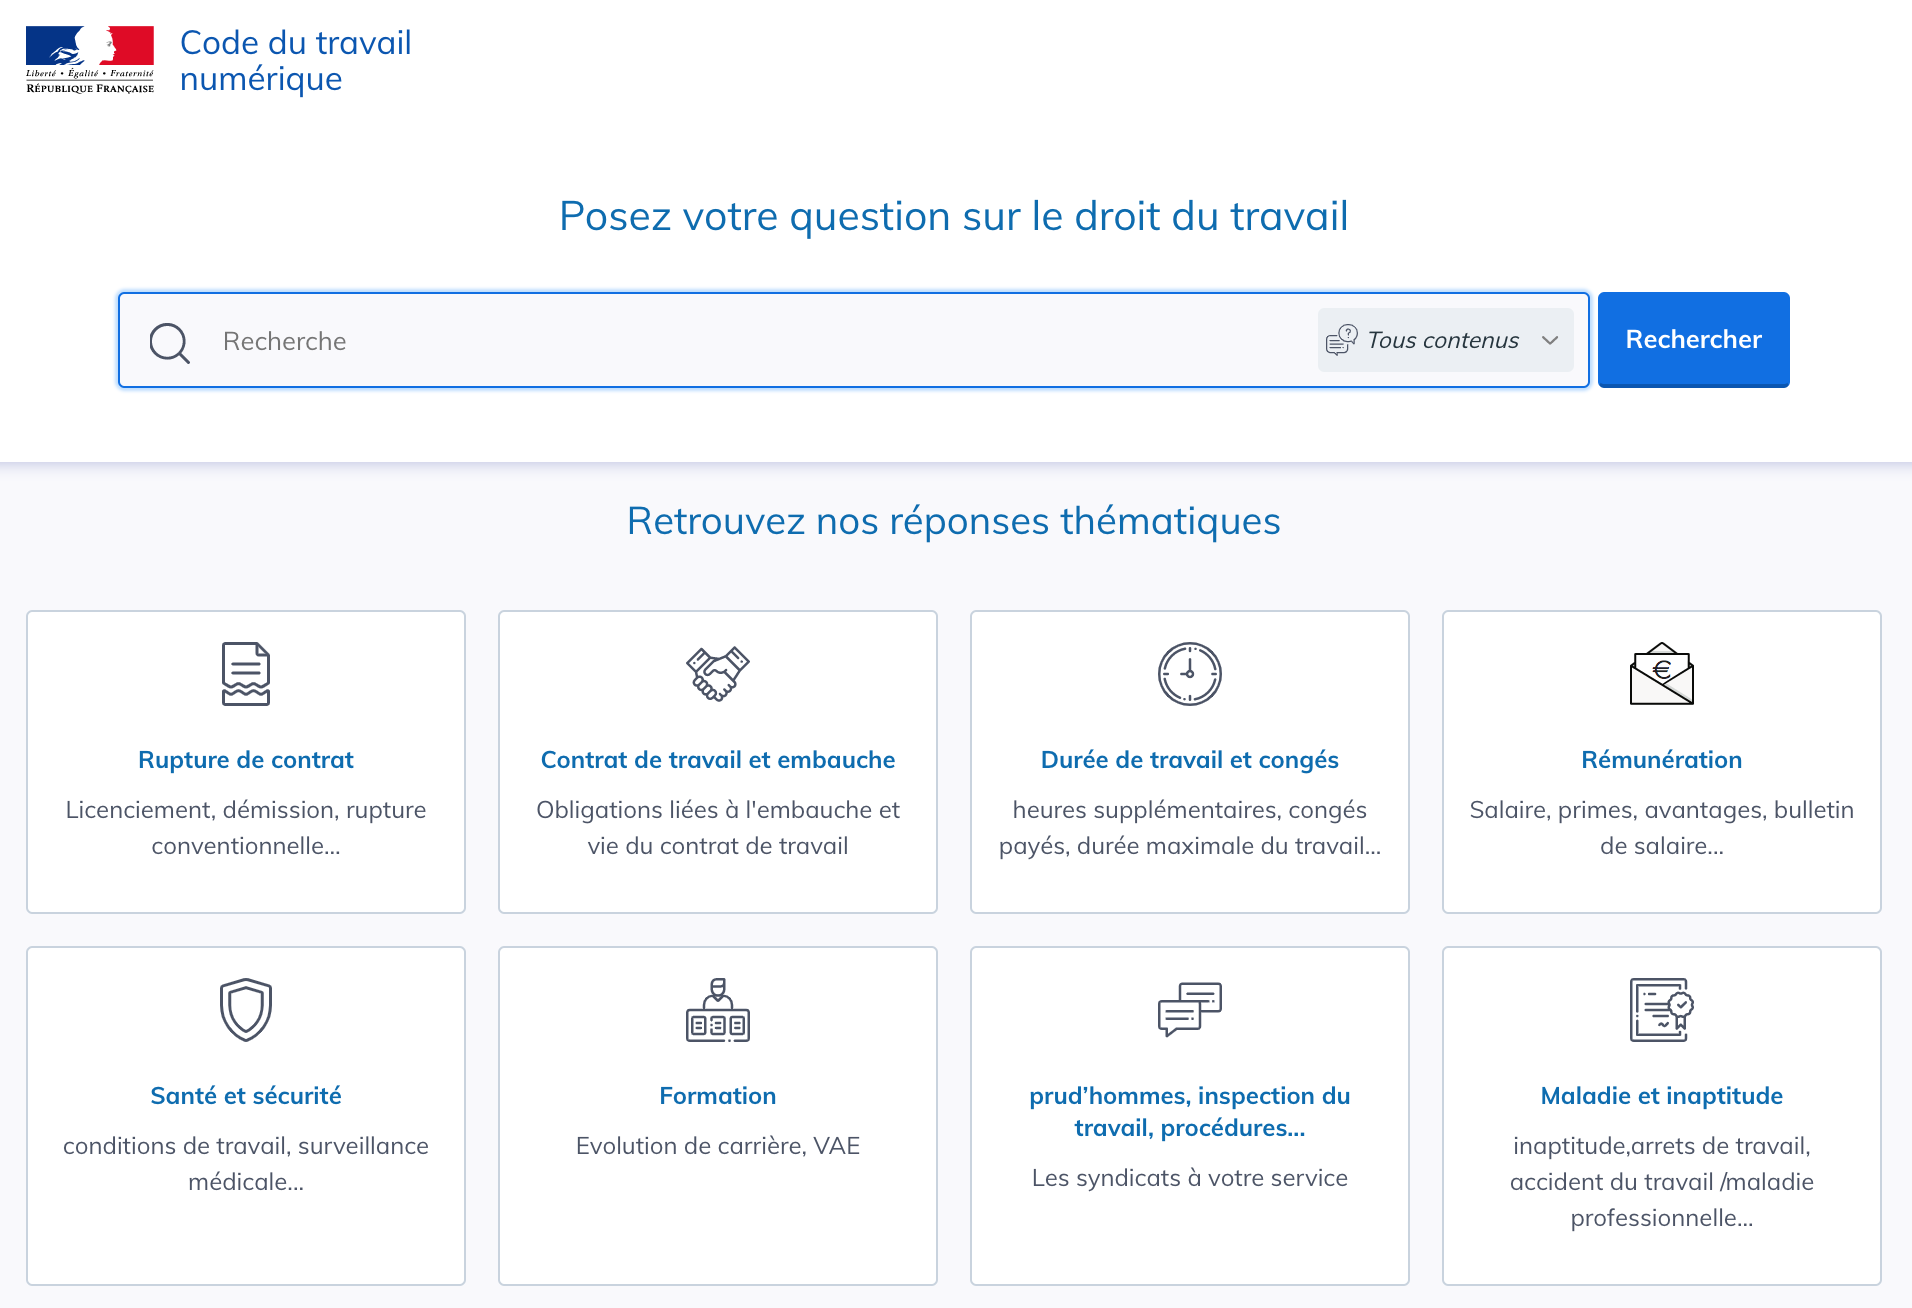 Liberté • Égalité • Fraternité
RÉPUBLIQUE FRANÇAISE
Code du travail
numérique
Posez votre question sur le droit du travail
Recherche
? Tous contenus
Rechercher
Retrouvez nos réponses thématiques
Rupture de contrat
Licenciement, démission, rupture
conventionnelle...
Contrat de travail et embauche
Obligations liées à l'embauche et
vie du contrat de travail
Durée de travail et congés
heures supplémentaires, congés
payés, durée maximale du travail...
€
Rémunération
Salaire, primes, avantages, bulletin
de salaire...
Santé et sécurité
conditions de travail, surveillance
médicale...
Formation
Evolution de carrière, VAE
prud’hommes, inspection du
travail, procédures...
Les syndicats à votre service
Maladie et inaptitude
inaptitude,arrets de travail,
accident du travail /maladie
professionnelle...